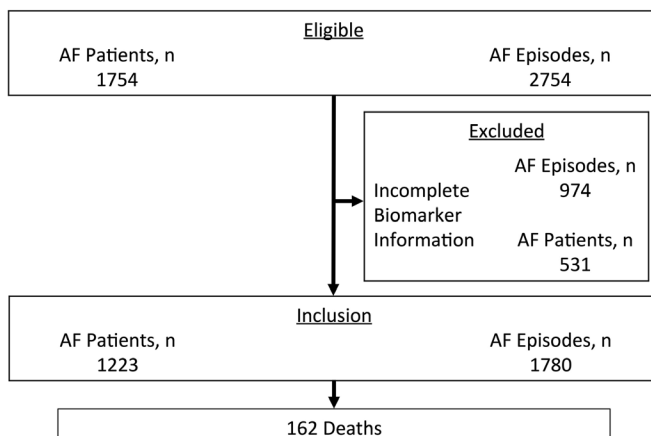 Eligible
AF Patients, n AF Episodes, n
1754 2754
Excluded
AF Episodes, n
Incomplete 974
Biomarker
Information AF Patients, n
531
Inclusion
AF Patients, n AF Episodes, n
1223 1780
162 Deaths